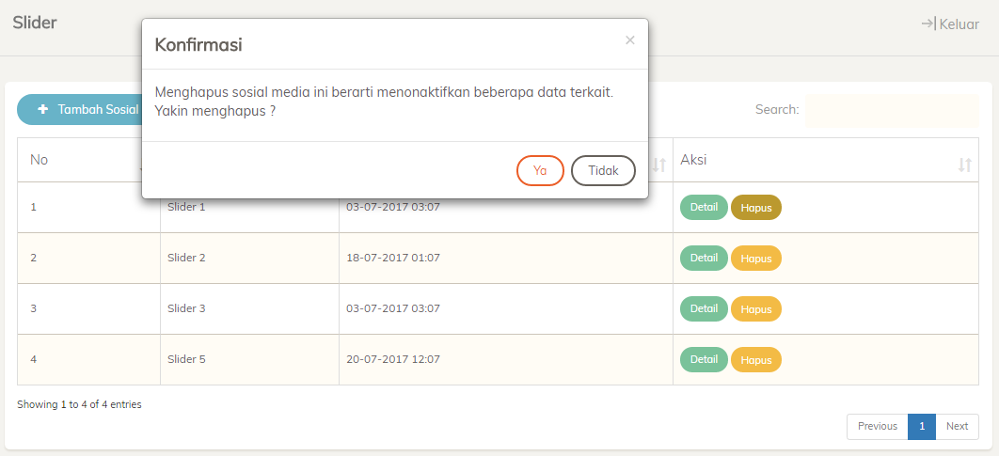 Slider
Keluar
Konfirmasi
×
Menghapus sosial media ini berarti menonaktifkan beberapa data terkait.
Yakin menghapus ?
Ya Tidak
+ Tambah Sosial
Search:
No Aksi
1 Slider 1 03-07-2017 03:07 Detail Hapus
2 Slider 2 18-07-2017 01:07 Detail Hapus
3 Slider 3 03-07-2017 03:07 Detail Hapus
4 Slider 5 20-07-2017 12:07 Detail Hapus
Showing 1 to 4 of 4 entries
Previous 1 Next